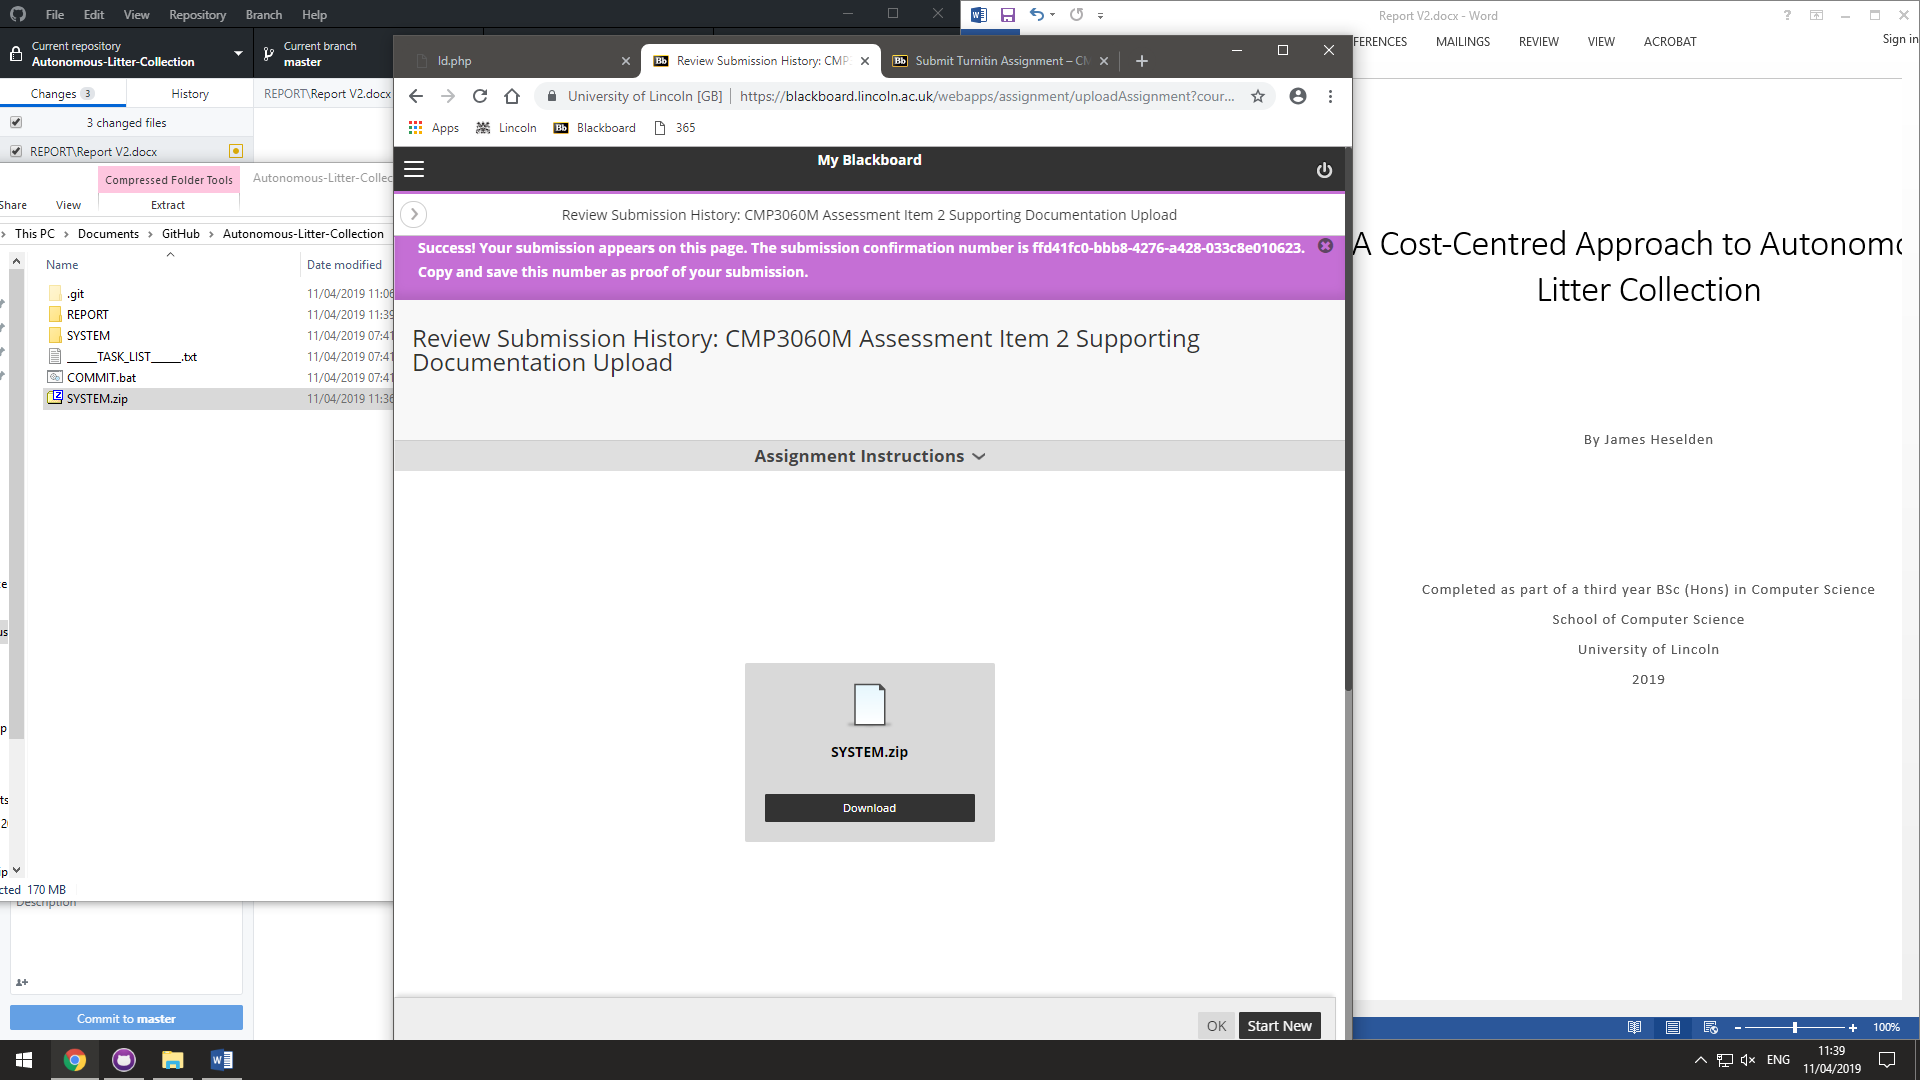 File Edit View Repository Branch Help
Current repository
Autonomous-Litter-Collection
Current branch
master
Changes 3
History
REPORT\Report V2.docx
3 changed files
REPORT\Report V2.docx
Compressed Folder Tools
Autonomous-Litter-Collec
Share View Extract
This PC > Documents > GitHub > Autonomous-Litter-Collection
Name Date modified
.git 11/04/2019 11:06
REPORT 11/04/2019 11:39
SYSTEM 11/04/2019 07:41
_____TASK_LIST_____.txt 11/04/2019 07:41
COMMIT.bat 11/04/2019 07:41
SYSTEM.zip 11/04/2019 11:36
cted 170 MB
Description
Commit to master
ld.php
Bb Review Submission History: CMP
Bb Submit Turnitin Assignment – CM
University of Lincoln [GB] | https://blackboard.lincoln.ac.uk/webapps/assignment/uploadAssignment?cour...
Apps Lincoln Bb Blackboard 365
My Blackboard
Review Submission History: CMP3060M Assessment Item 2 Supporting Documentation Upload
Success! Your submission appears on this page. The submission confirmation number is ffd41fc0-bbb8-4276-a428-033c8e010623.
Copy and save this number as proof of your submission.
Review Submission History: CMP3060M Assessment Item 2 Supporting
Documentation Upload
Assignment Instructions
SYSTEM.zip
Download
OK Start New
Report V2.docx - Word
FERENCES MAILINGS REVIEW VIEW ACROBAT
Sign in
A Cost-Centred Approach to Autonomo
Litter Collection
By James Heselden
Completed as part of a third year BSc (Hons) in Computer Science
School of Computer Science
University of Lincoln
2019
100%
ENG
11:39
11/04/2019